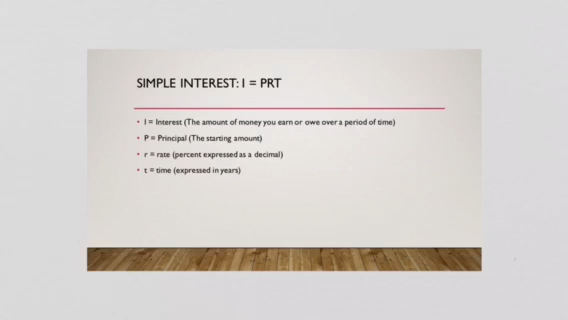 SIMPLE INTEREST: I = PRT
• I = Interest (The amount of money you earn or owe over a period of time)
• P = Principal (The starting amount)
• r = rate (percent expressed as a decimal)
• t = time (expressed in years)